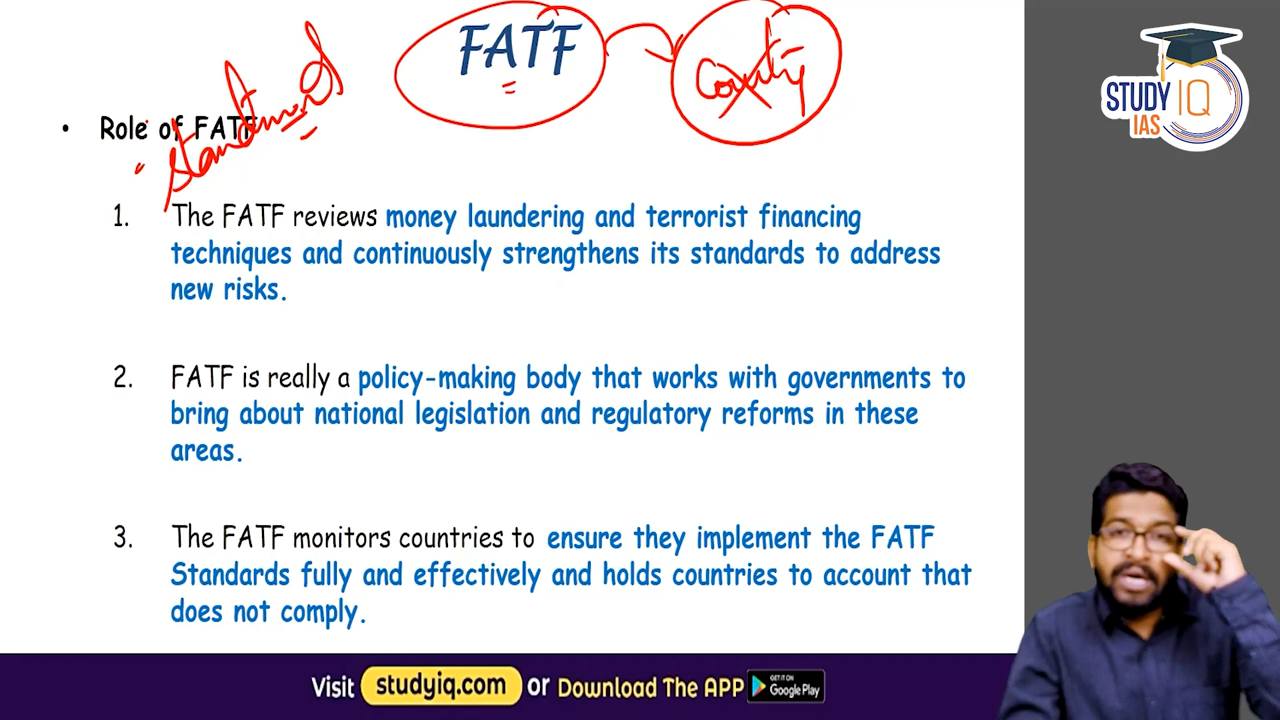 FATF
Country
STUDY IQ
IAS
• Role of FATF
Standards
1. The FATF reviews money laundering and terrorist financing
techniques and continuously strengthens its standards to address
new risks.
2. FATF is really a policy-making body that works with governments to
bring about national legislation and regulatory reforms in these
areas.
3. The FATF monitors countries to ensure they implement the FATF
Standards fully and effectively and holds countries to account that
does not comply.
Visit studyiq.com or Download The APP GET IT ON Google Play